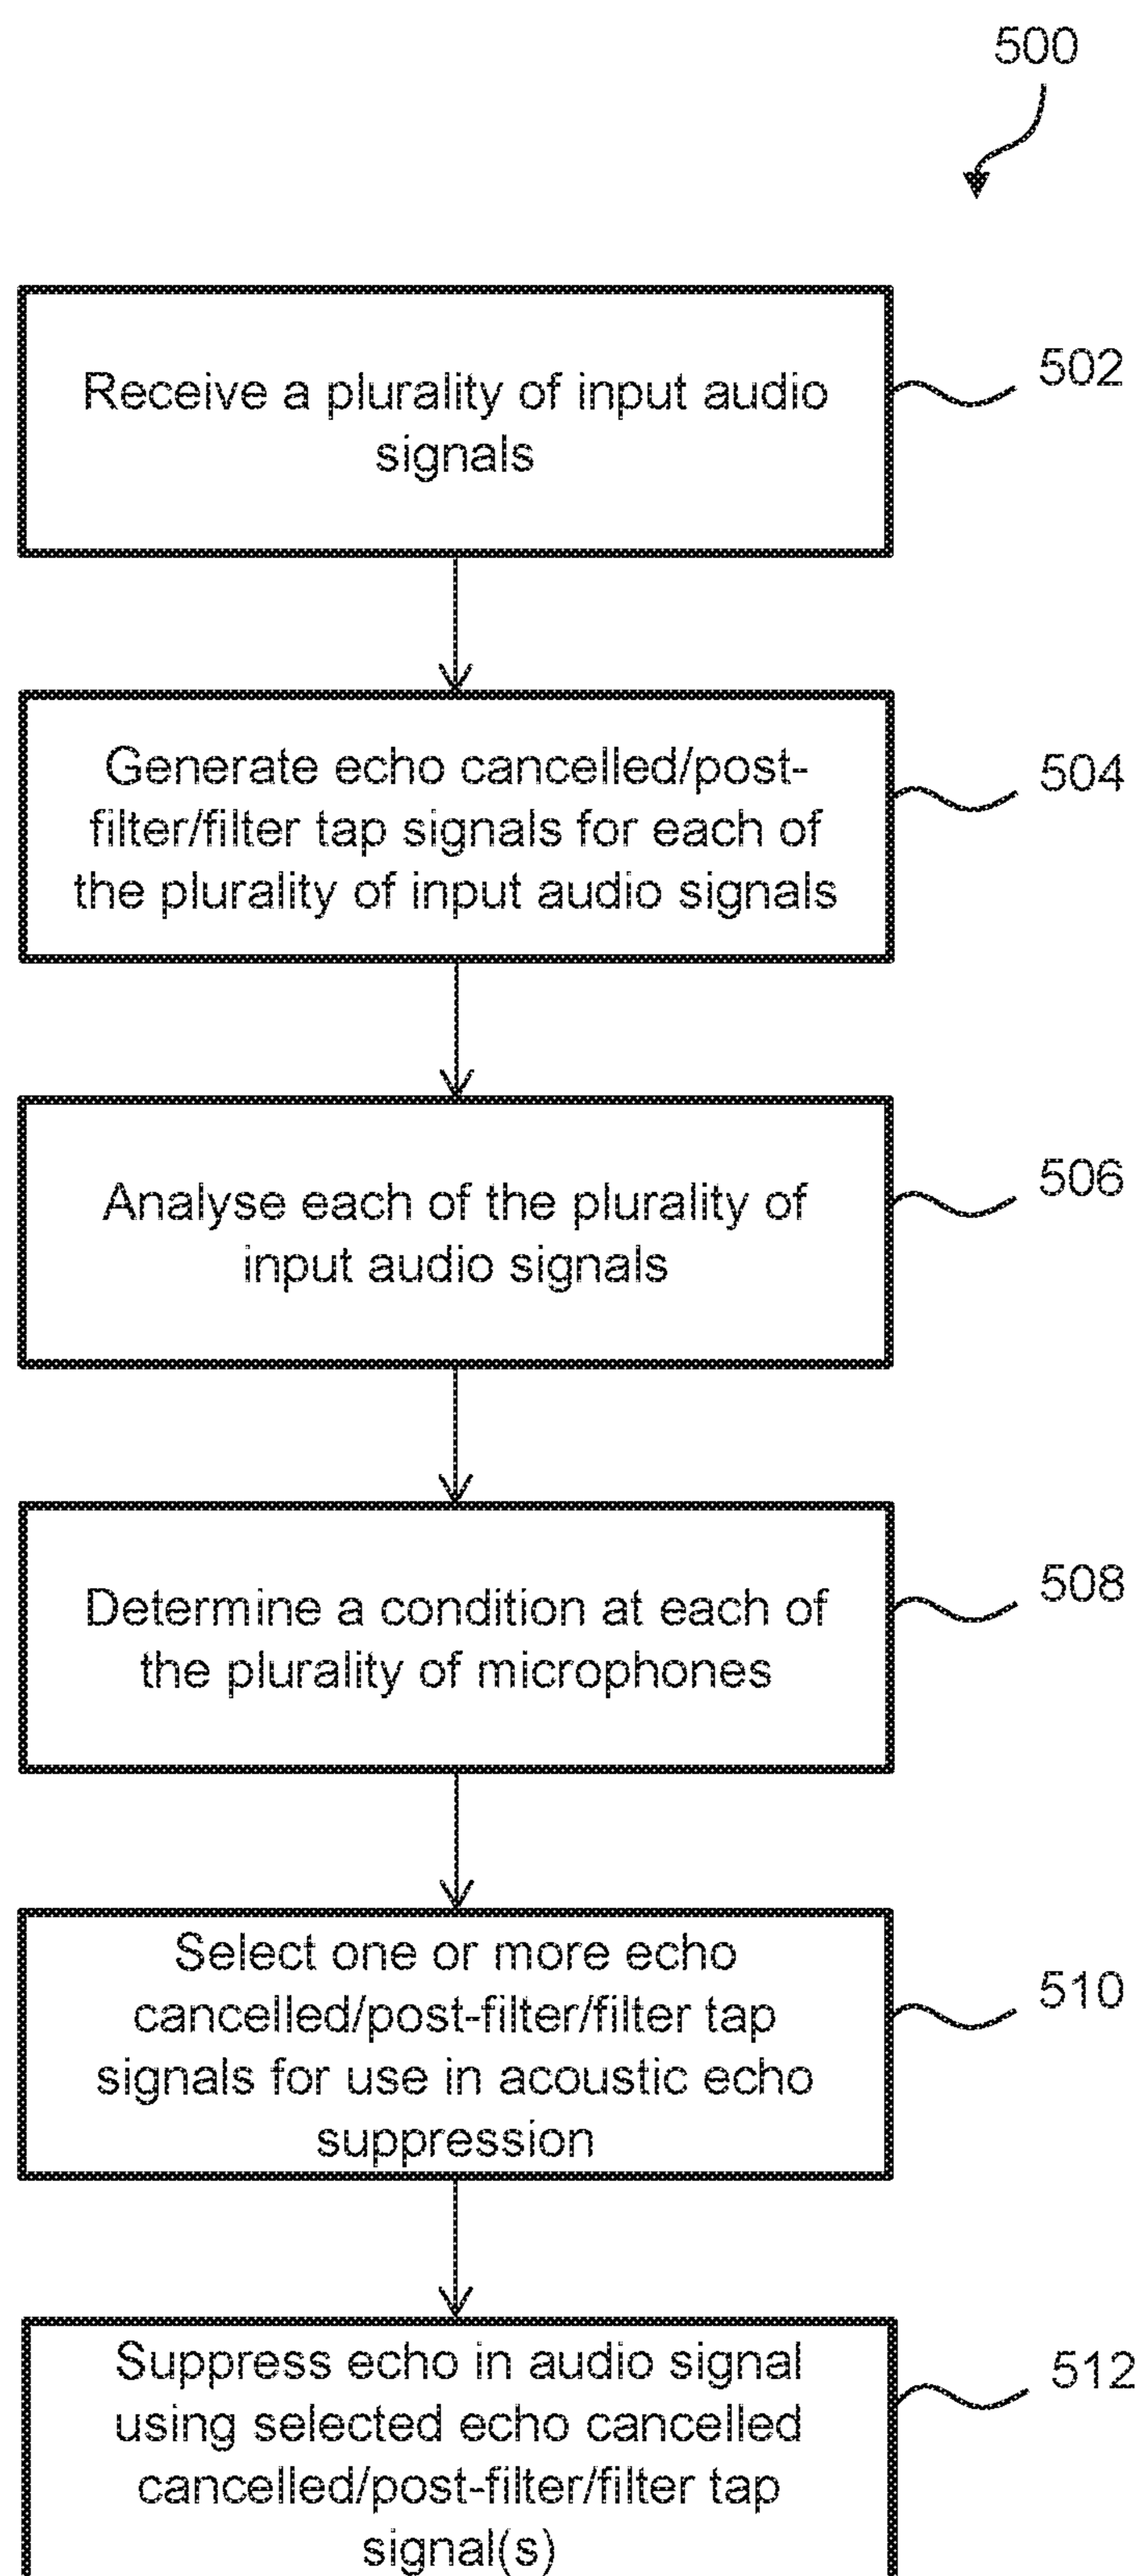 500
Receive a plurality of input audio
signals
502
Generate echo cancelled/post-
filter/filter tap signals for each of
the plurality of input audio signals
504
Analyse each of the plurality of
input audio signals
506
Determine a condition at each of
the plurality of microphones
508
Select one or more echo
cancelled/post-filter/filter tap
signals for use in acoustic echo
suppression
510
Suppress echo in audio signal
using selected echo cancelled
cancelled/post-filter/filter tap
signal(s)
512